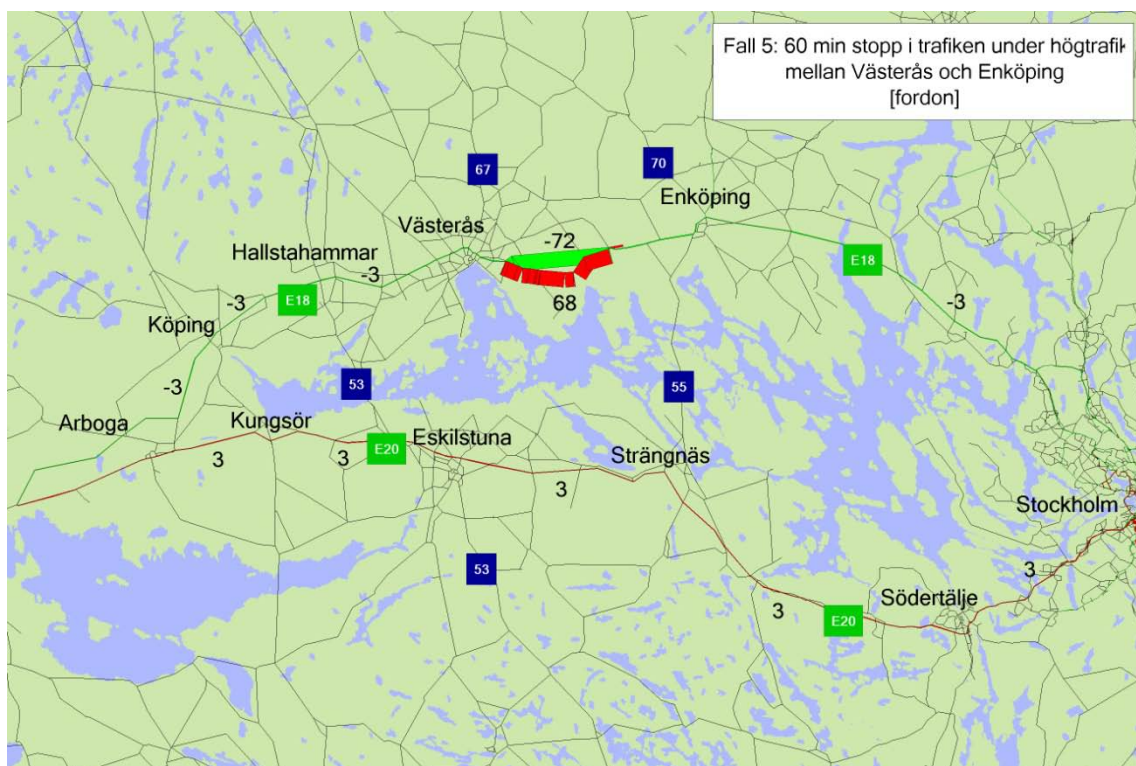 Fall 5: 60 min stopp i trafiken under högtrafik
mellan Västerås och Enköping
[fordon]
67
70
Enköping
Västerås
-72
Hallstahammar
-3
E18
-3
E18
68
-3
Köping
-3
53
55
Arboga
Kungsör
Eskilstuna
E20
3
3
Strängnäs
3
Stockholm
53
3
Södertälje
3
E20